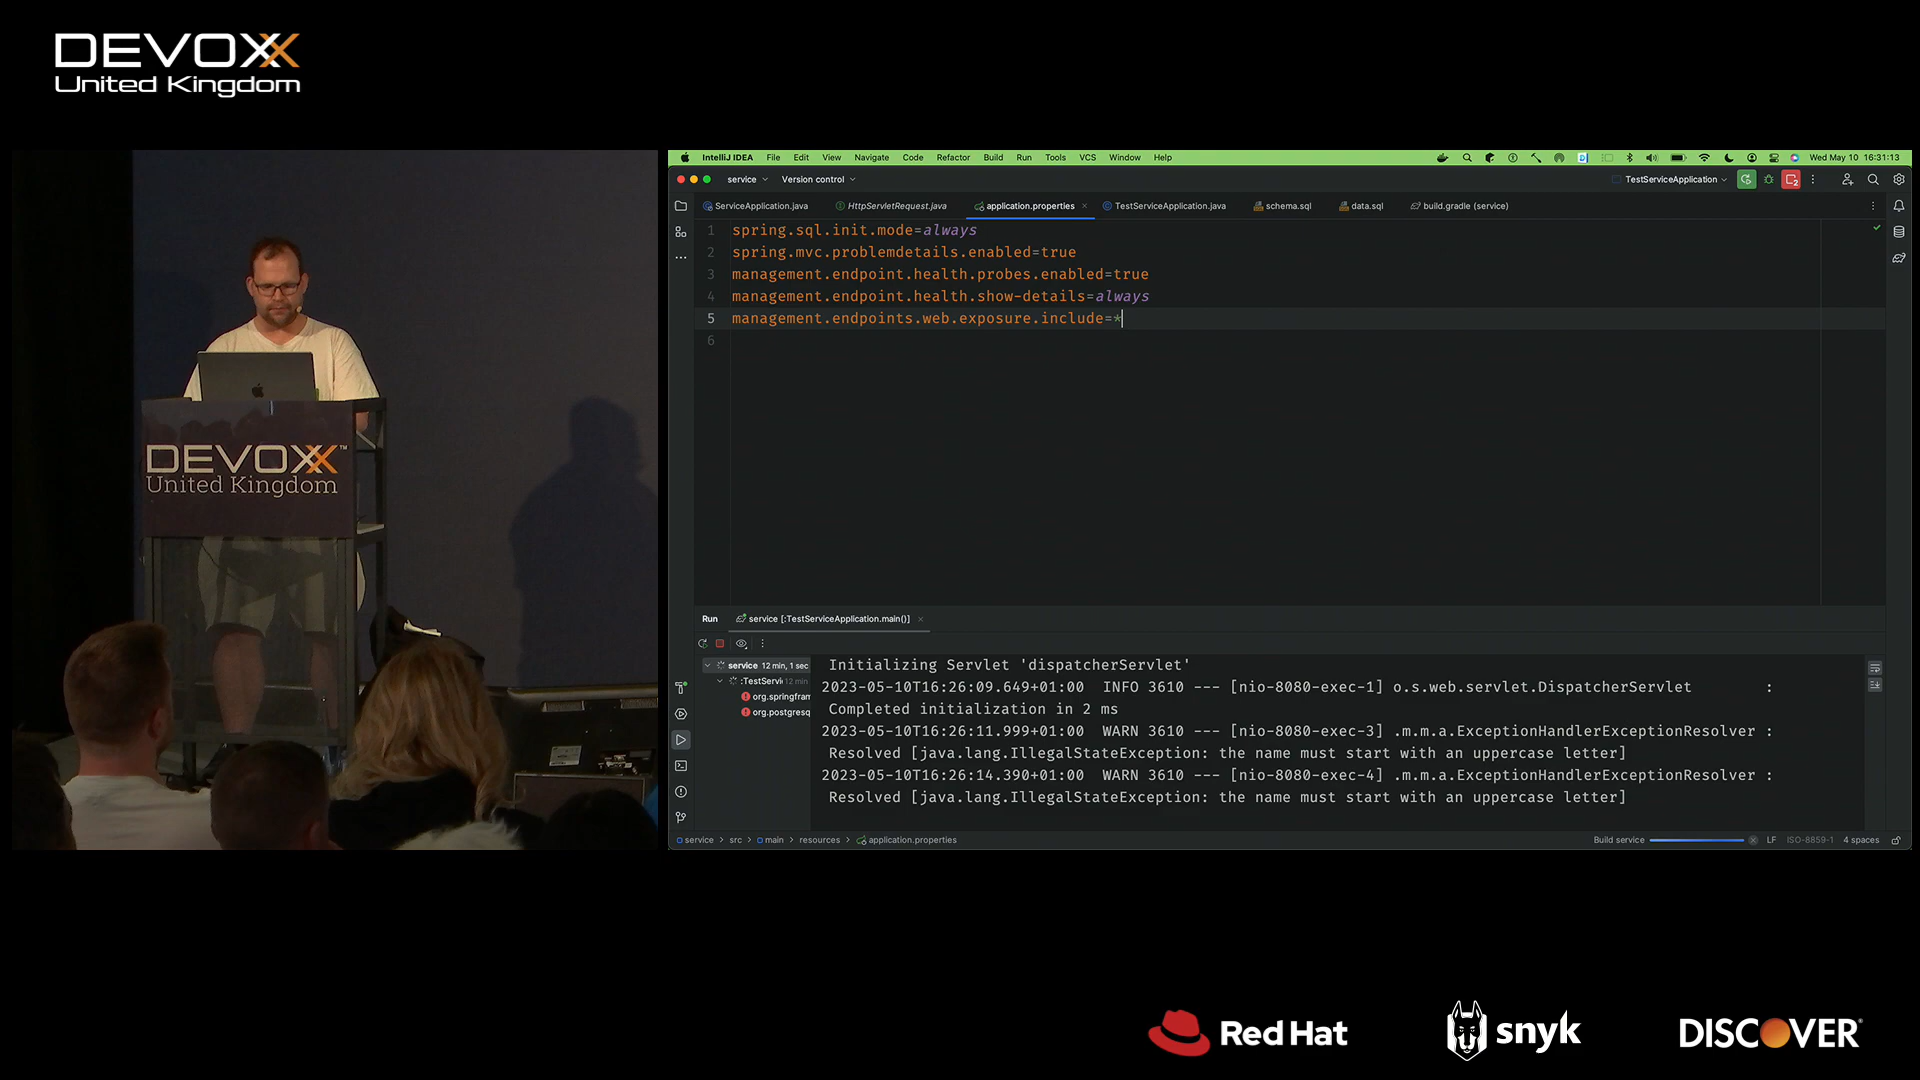 DEVOXX
United Kingdom
IntelliJ IDEA File Edit View Navigate Code Refactor Build Run Tools VCS Window Help
Wed May 10 16:31:13
service Version control
TestServiceApplication
2
ServiceApplication.java HttpServletRequest.java application.properties TestServiceApplication.java schema.sql data.sql build.gradle (service)
1 spring.sql.init.mode=always
2 spring.mvc.problemdetails.enabled=true
3 management.endpoint.health.probes.enabled=true
4 management.endpoint.health.show-details=always
5 management.endpoints.web.exposure.include=*
6
DEVOXX™
United Kingdom
Run service [:TestServiceApplication.main()]
service 12 min, 1 sec
:TestServi 12 min
org.springfram
org.postgresq
Initializing Servlet 'dispatcherServlet'
2023-05-10T16:26:09.649+01:00 INFO 3610 --- [nio-8080-exec-1] o.s.web.servlet.DispatcherServlet :
Completed initialization in 2 ms
2023-05-10T16:26:11.999+01:00 WARN 3610 --- [nio-8080-exec-3] .m.m.a.ExceptionHandlerExceptionResolver :
Resolved [java.lang.IllegalStateException: the name must start with an uppercase letter]
2023-05-10T16:26:14.390+01:00 WARN 3610 --- [nio-8080-exec-4] .m.m.a.ExceptionHandlerExceptionResolver :
Resolved [java.lang.IllegalStateException: the name must start with an uppercase letter]
service > src > main > resources > application.properties
Build service LF ISO-8859-1 4 spaces
Red Hat
snyk
DISCOVER